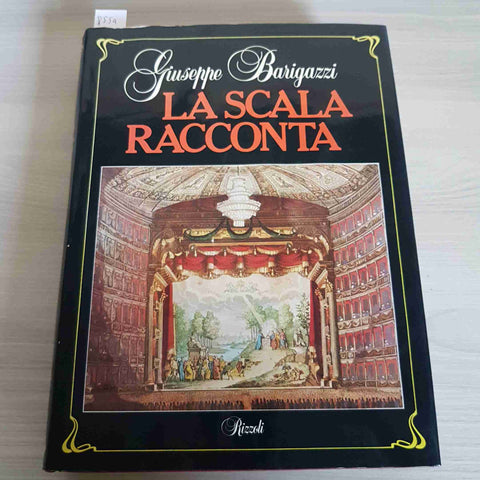 Giuseppe Barigazzi
LA SCALA
RACCONTA
Rizzoli